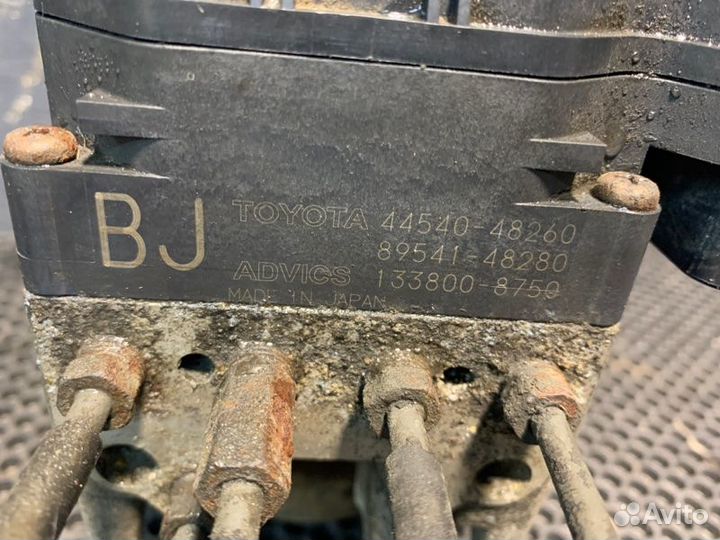 BJ
TOYOTA 44540-48260
89541-48280
ADVICS 133800-8750
MADE IN JAPAN
Avito